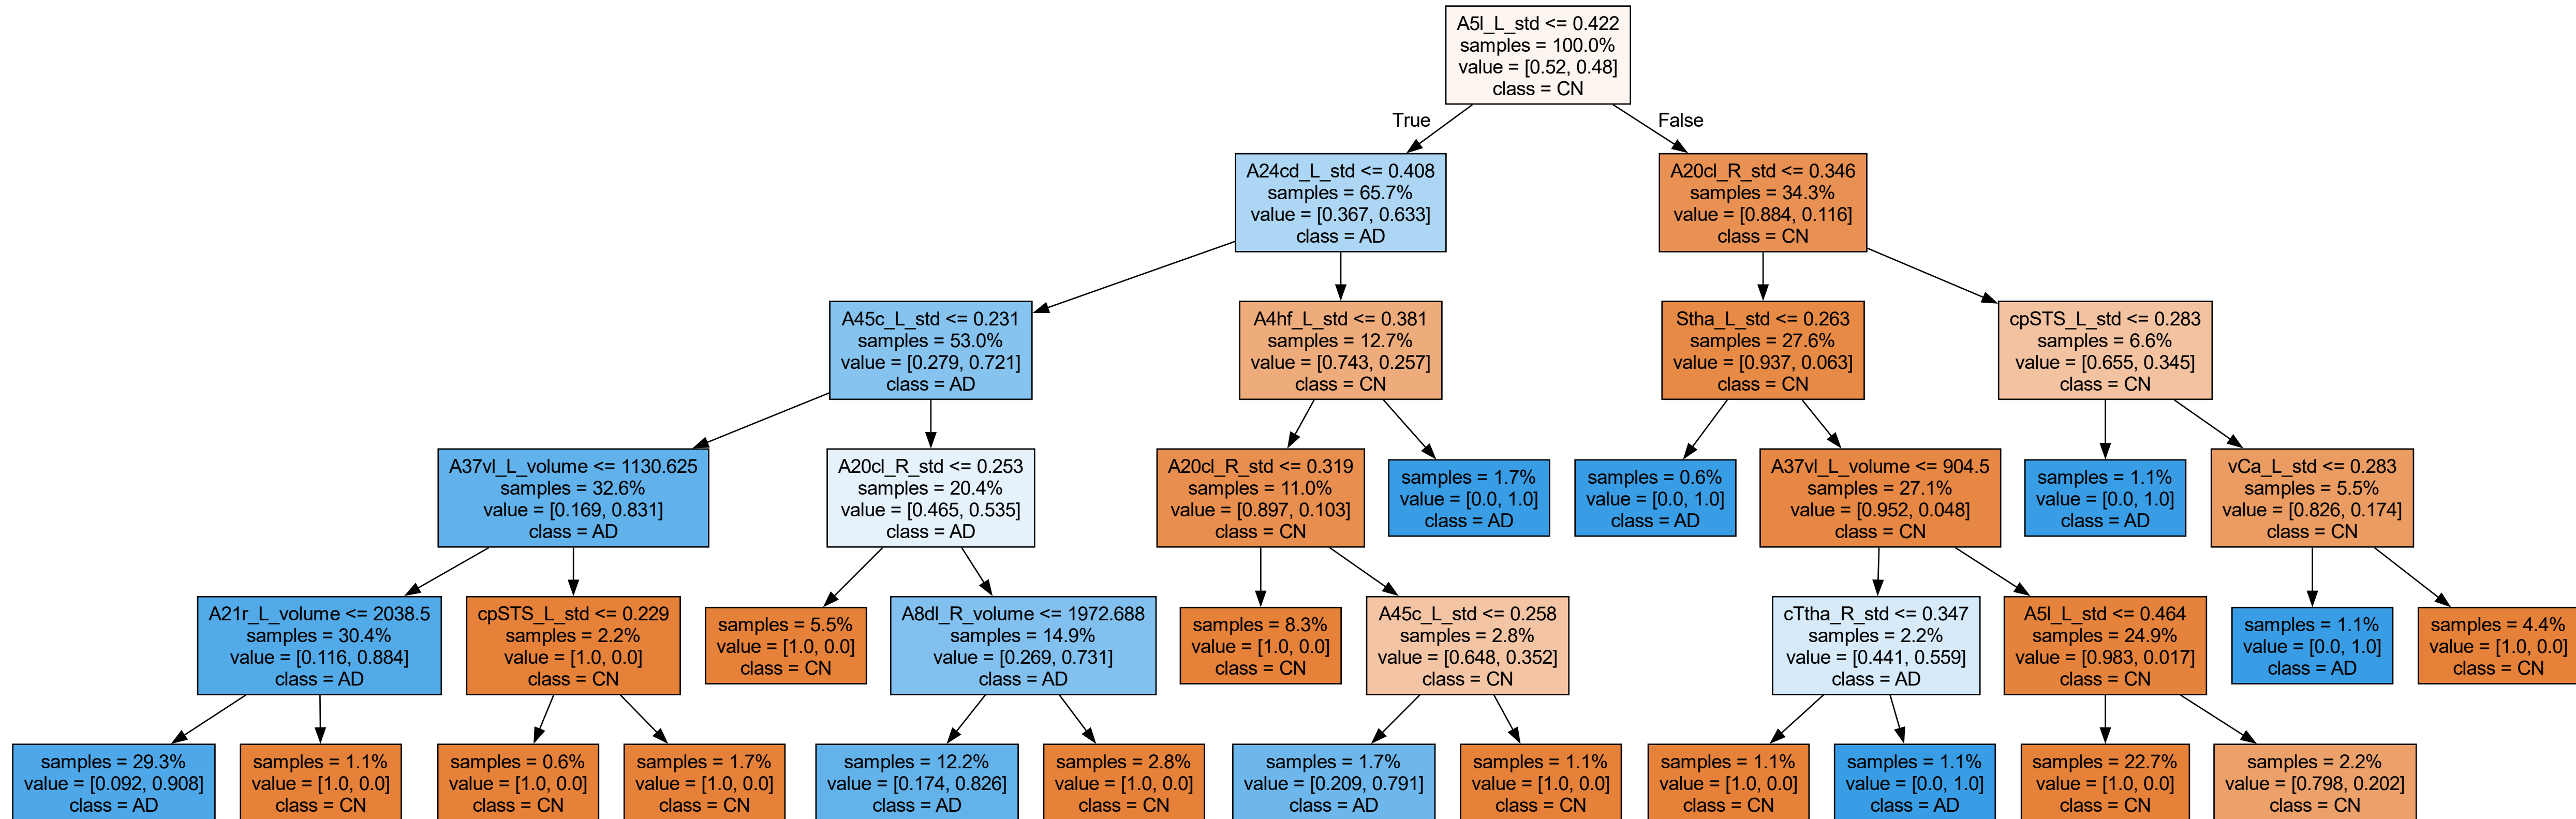 A5l_L_std <= 0.422
samples = 100.0%
value = [0.52, 0.48]
class = CN
True
False
A24cd_L_std <= 0.408
samples = 65.7%
value = [0.367, 0.633]
class = AD
A20cl_R_std <= 0.346
samples = 34.3%
value = [0.884, 0.116]
class = CN
A45c_L_std <= 0.231
samples = 53.0%
value = [0.279, 0.721]
class = AD
A4hf_L_std <= 0.381
samples = 12.7%
value = [0.743, 0.257]
class = CN
Stha_L_std <= 0.263
samples = 27.6%
value = [0.937, 0.063]
class = CN
cpSTS_L_std <= 0.283
samples = 6.6%
value = [0.655, 0.345]
class = CN
A37vl_L_volume <= 1130.625
samples = 32.6%
value = [0.169, 0.831]
class = AD
A20cl_R_std <= 0.253
samples = 20.4%
value = [0.465, 0.535]
class = AD
A20cl_R_std <= 0.319
samples = 11.0%
value = [0.897, 0.103]
class = CN
samples = 1.7%
value = [0.0, 1.0]
class = AD
samples = 0.6%
value = [0.0, 1.0]
class = AD
A37vl_L_volume <= 904.5
samples = 27.1%
value = [0.952, 0.048]
class = CN
samples = 1.1%
value = [0.0, 1.0]
class = AD
vCa_L_std <= 0.283
samples = 5.5%
value = [0.826, 0.174]
class = CN
A21r_L_volume <= 2038.5
samples = 30.4%
value = [0.116, 0.884]
class = AD
cpSTS_L_std <= 0.229
samples = 2.2%
value = [1.0, 0.0]
class = CN
samples = 5.5%
value = [1.0, 0.0]
class = CN
A8dl_R_volume <= 1972.688
samples = 14.9%
value = [0.269, 0.731]
class = AD
samples = 8.3%
value = [1.0, 0.0]
class = CN
A45c_L_std <= 0.258
samples = 2.8%
value = [0.648, 0.352]
class = CN
cTtha_R_std <= 0.347
samples = 2.2%
value = [0.441, 0.559]
class = AD
A5l_L_std <= 0.464
samples = 24.9%
value = [0.983, 0.017]
class = CN
samples = 1.1%
value = [0.0, 1.0]
class = AD
samples = 4.4%
value = [1.0, 0.0]
class = CN
samples = 29.3%
value = [0.092, 0.908]
class = AD
samples = 1.1%
value = [1.0, 0.0]
class = CN
samples = 0.6%
value = [1.0, 0.0]
class = CN
samples = 1.7%
value = [1.0, 0.0]
class = CN
samples = 12.2%
value = [0.174, 0.826]
class = AD
samples = 2.8%
value = [1.0, 0.0]
class = CN
samples = 1.7%
value = [0.209, 0.791]
class = AD
samples = 1.1%
value = [1.0, 0.0]
class = CN
samples = 1.1%
value = [1.0, 0.0]
class = CN
samples = 1.1%
value = [0.0, 1.0]
class = AD
samples = 22.7%
value = [1.0, 0.0]
class = CN
samples = 2.2%
value = [0.798, 0.202]
class = CN